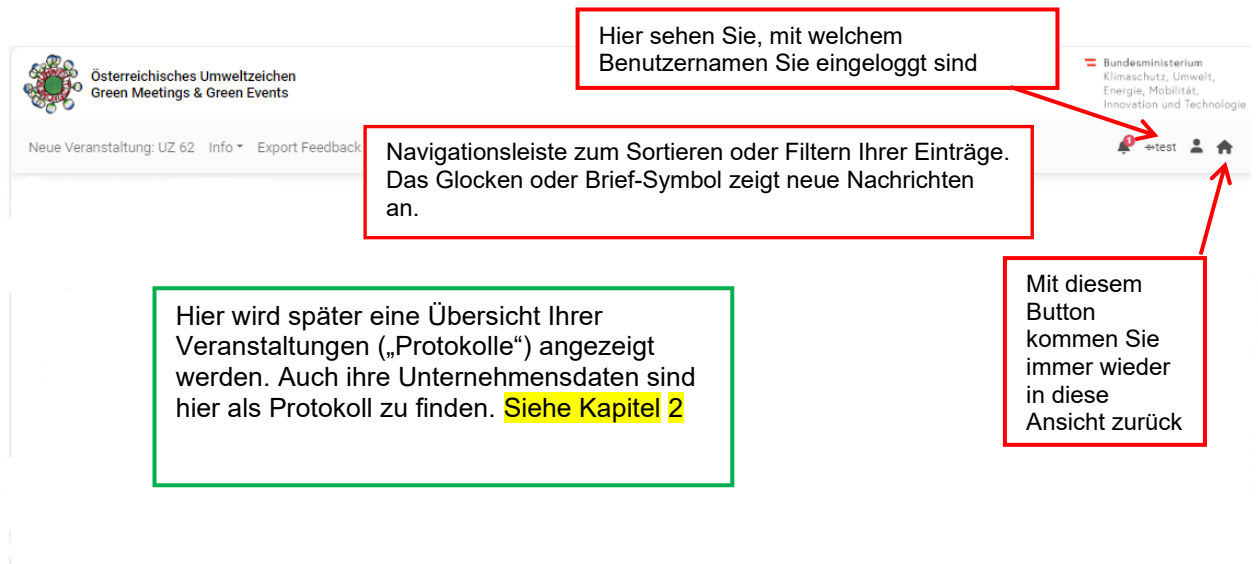 Hier sehen Sie, mit welchem
Benutzernamen Sie eingeloggt sind
Österreichisches Umweltzeichen
Green Meetings & Green Events
Bundesministerium
Klimaschutz, Umwelt,
Energie, Mobilität,
Innovation und Technologie
Neue Veranstaltung: UZ 62 Info Export Feedback
1 test
Navigationsleiste zum Sortieren oder Filtern Ihrer Einträge.
Das Glocken oder Brief-Symbol zeigt neue Nachrichten
an.
Hier wird später eine Übersicht Ihrer
Veranstaltungen („Protokolle“) angezeigt
werden. Auch ihre Unternehmensdaten sind
hier als Protokoll zu finden. Siehe Kapitel 2
Mit diesem
Button
kommen Sie
immer wieder
in diese
Ansicht zurück